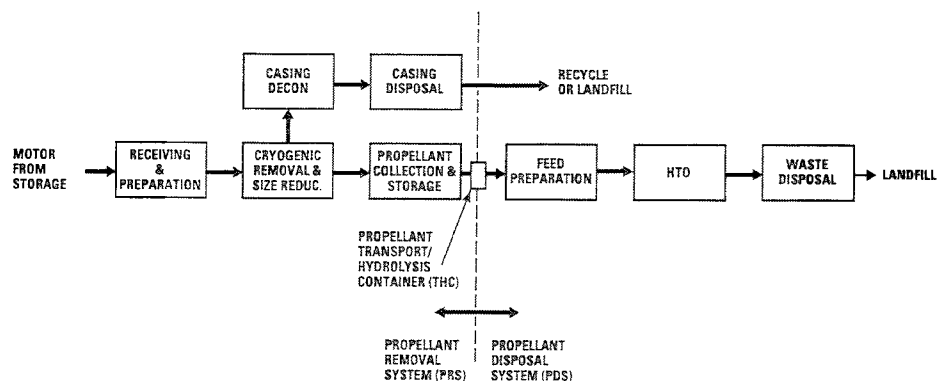 CASING
DECON
CASING
DISPOSAL
RECYCLE
OR LANDFILL
MOTOR
FROM
STORAGE
RECEIVING
&
PREPARATION
CRYOGENIC
REMOVAL &
SIZE REDUC.
PROPELLANT
COLLECTION &
STORAGE
FEED
PREPARATION
HTO
WASTE
DISPOSAL
LANDFILL
PROPELLANT
TRANSPORT/
HYDROLYSIS
CONTAINER (THC)
PROPELLANT
REMOVAL
SYSTEM (PRS)
PROPELLANT
DISPOSAL
SYSTEM (PDS)